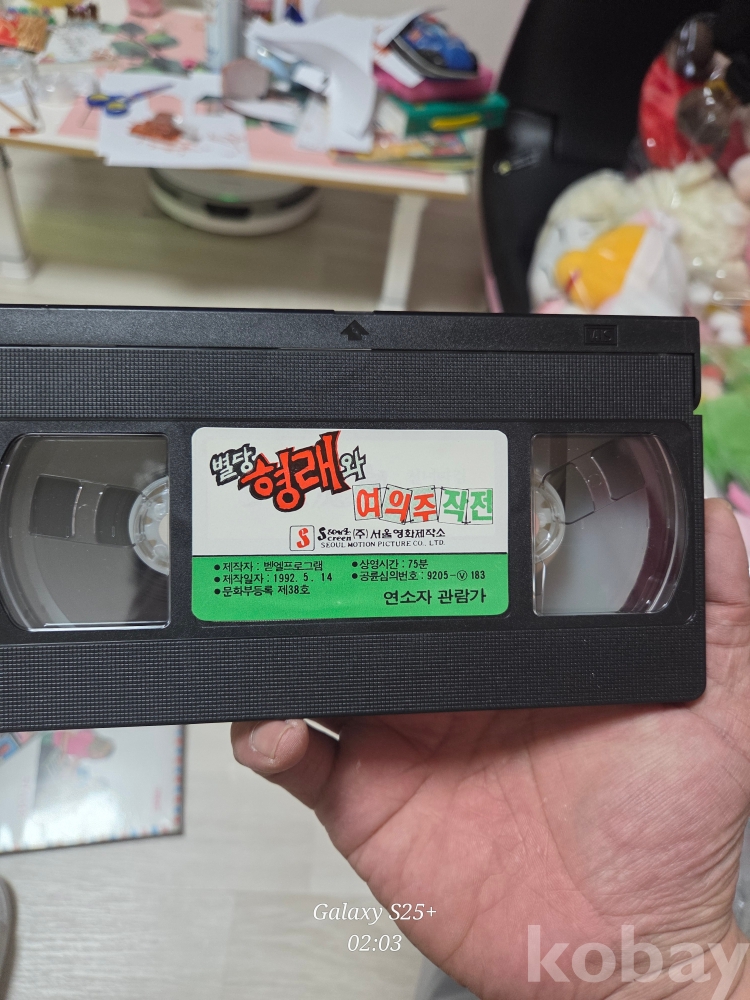 별당 형래와
여의주작전
S Seoul Screen (주)서울영화제작소
SEOUL MOTION PICTURE CO., LTD.
● 제작자 : 벧엘프로그램
● 제작일자 : 1992. 5. 14
● 문화부등록 제38호
● 상영시간 : 75분
● 공륜심의번호 : 9205-Ⓥ 183
연소자 관람가
Galaxy S25+
02:03
kobay